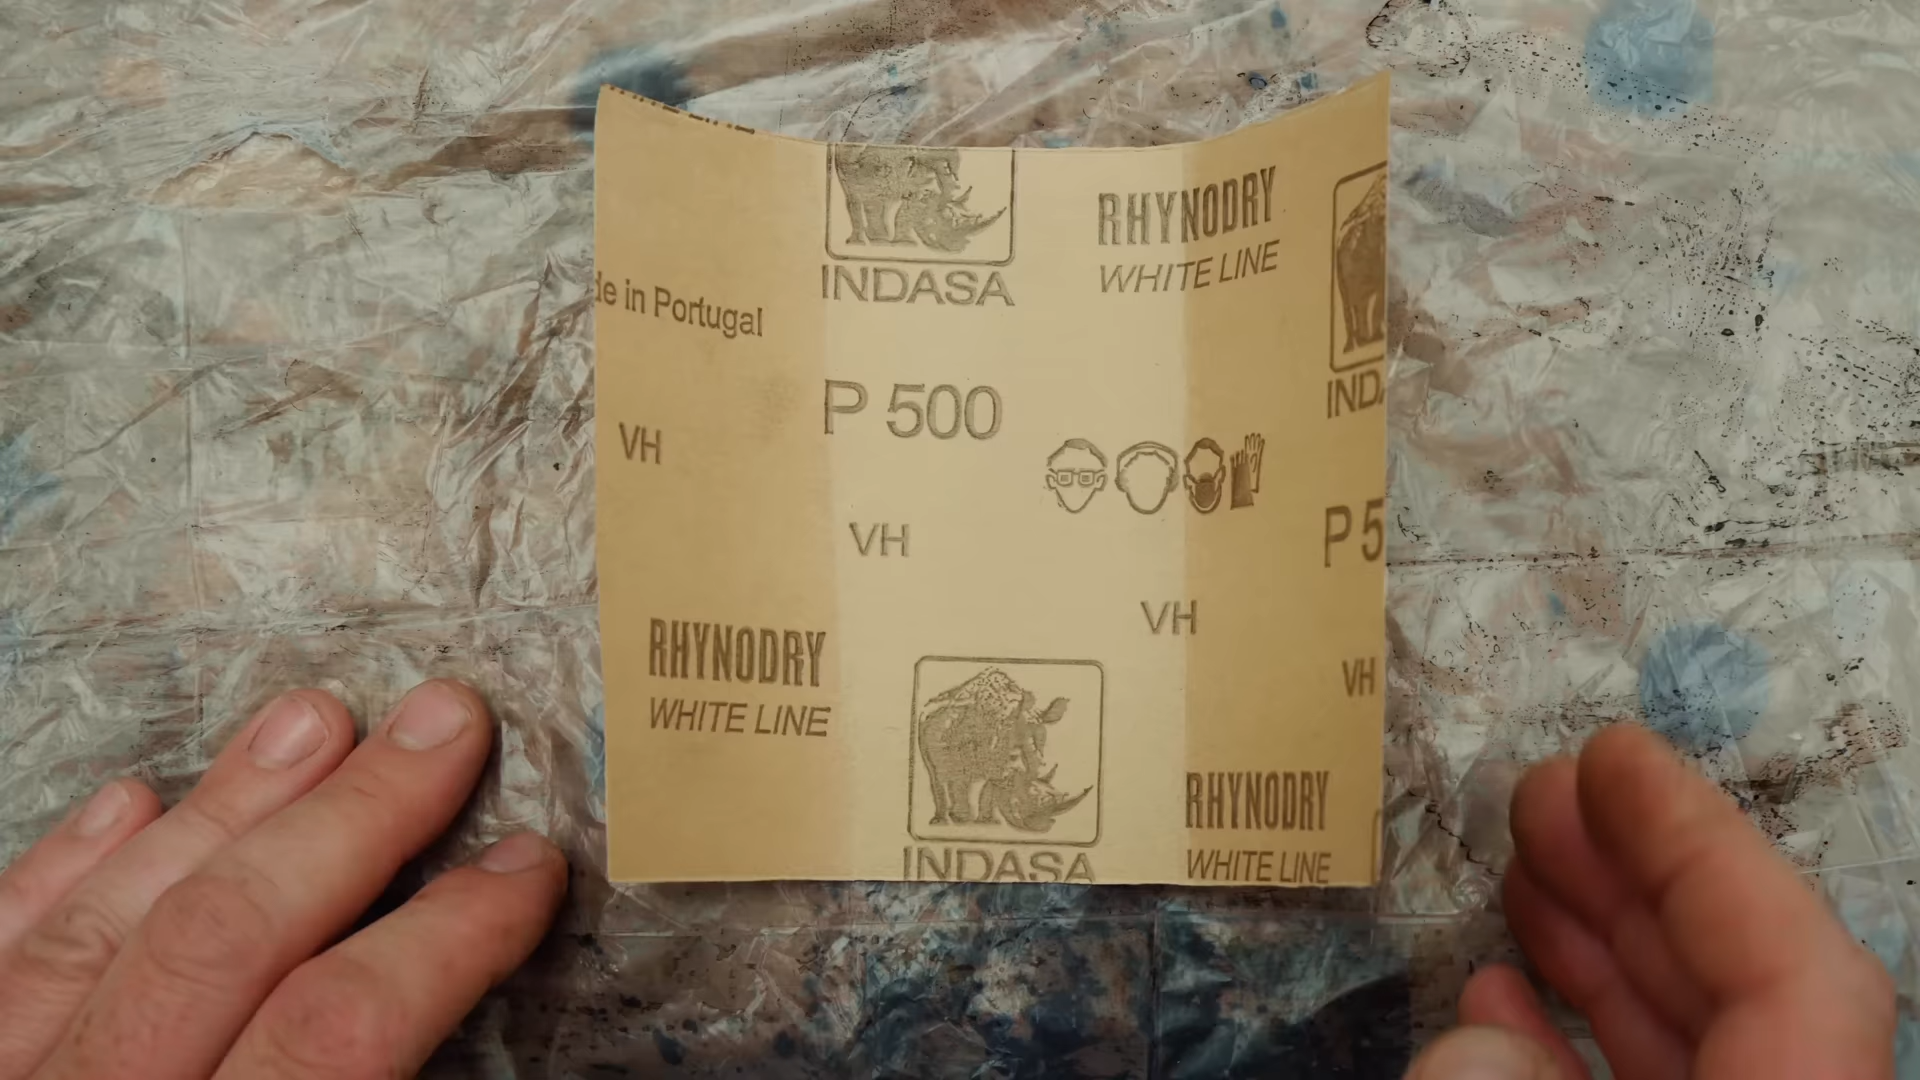 INDASA
RHYNODRY
WHITE LINE
de in Portugal
INDA
P 500
VH
P 5
VH
VH
RHYNODRY
WHITE LINE
VH
INDASA
RHYNODRY
WHITE LINE